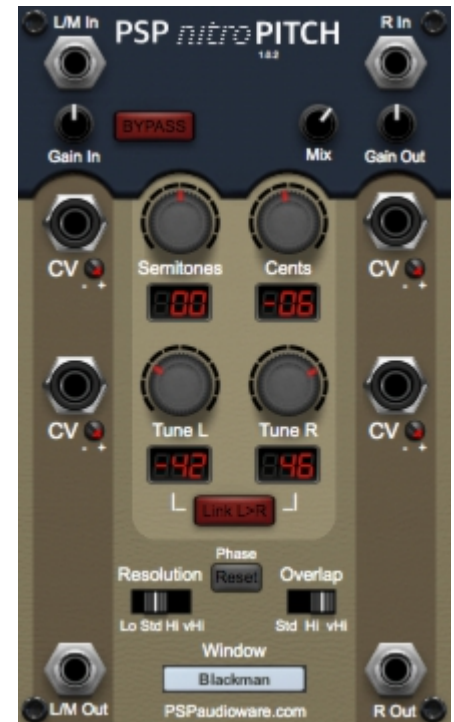 L/M In PSP nitro PITCH R In
1.0.2
BYPASS
Gain In Mix Gain Out
Semitones Cents
CV CV
- + - +
00 -06
Tune L Tune R
CV CV
- + - +
-42 46
Link L>R
Phase
Resolution Reset Overlap
Lo Std Hi vHi Std Hi vHi
Window
Blackman
L/M Out PSPaudioware.com R Out